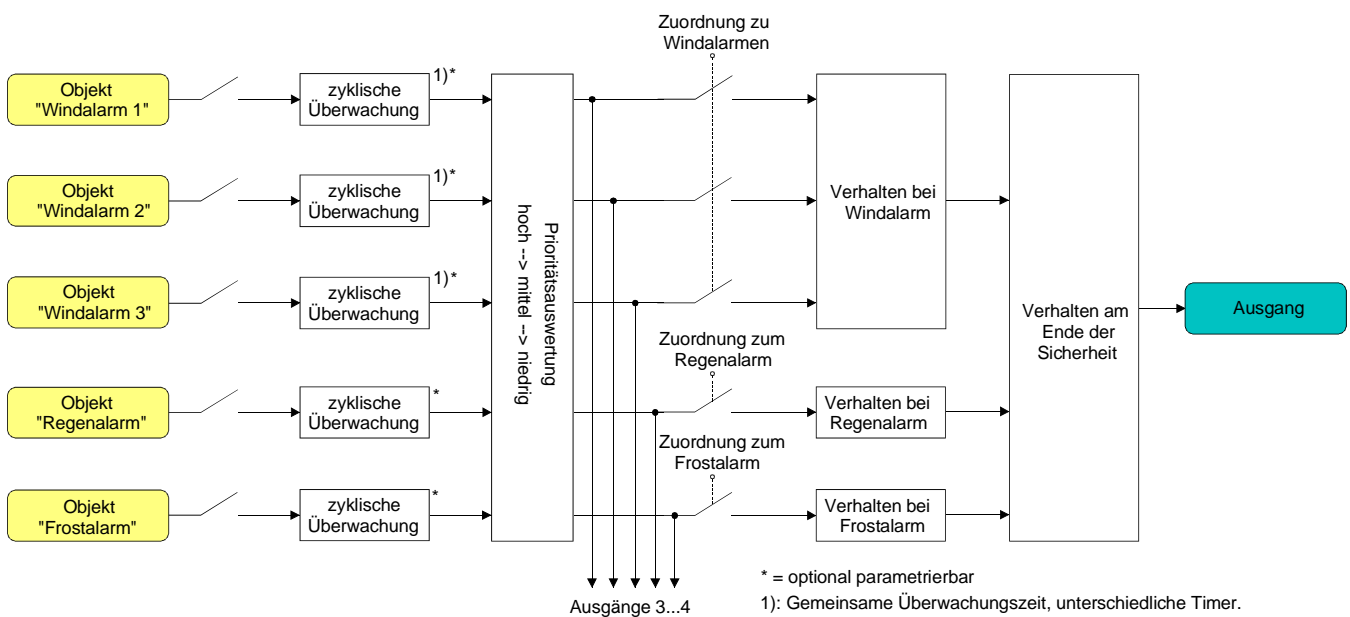 Zuordnung zu
Windalarmen
Objekt
"Windalarm 1"
zyklische
Überwachung
1)*
Objekt
"Windalarm 2"
zyklische
Überwachung
1)*
Objekt
"Windalarm 3"
zyklische
Überwachung
1)*
Objekt
"Regenalarm"
zyklische
Überwachung
*
Objekt
"Frostalarm"
zyklische
Überwachung
*
Prioritätsauswertung
hoch --> mittel --> niedrig
Zuordnung zum
Regenalarm
Zuordnung zum
Frostalarm
Verhalten bei
Windalarm
Verhalten bei
Regenalarm
Verhalten bei
Frostalarm
Verhalten am
Ende der
Sicherheit
Ausgang
Ausgänge 3...4
* = optional parametrierbar
1): Gemeinsame Überwachungszeit, unterschiedliche Timer.